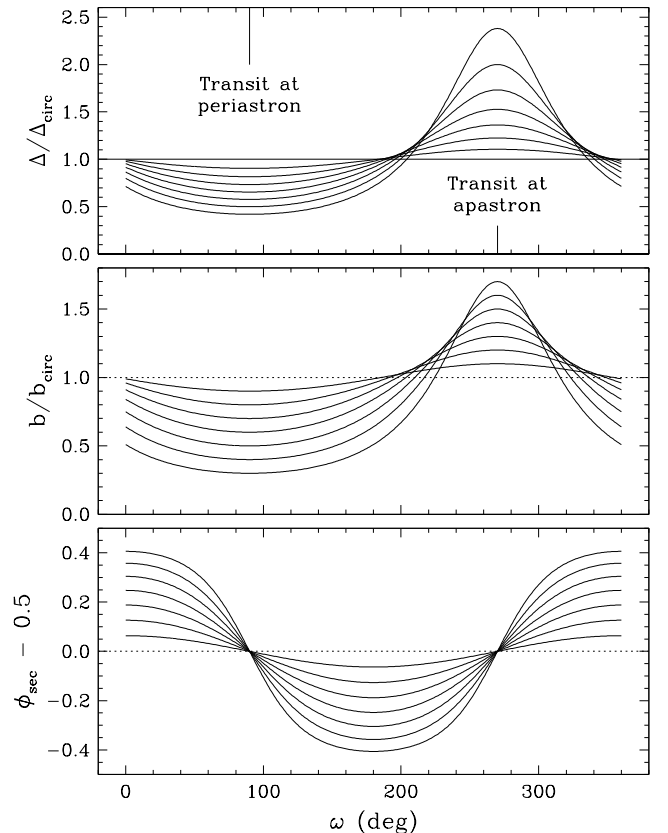 2.5
2.0
1.5
1.0
0.5
0.0
Δ/Δcirc
Transit at
periastron
Transit at
apastron
1.5
1.0
0.5
0.0
b/bcirc
0.4
0.2
0.0
−0.2
−0.4
ϕsec − 0.5
0 100 200 300
ω (deg)